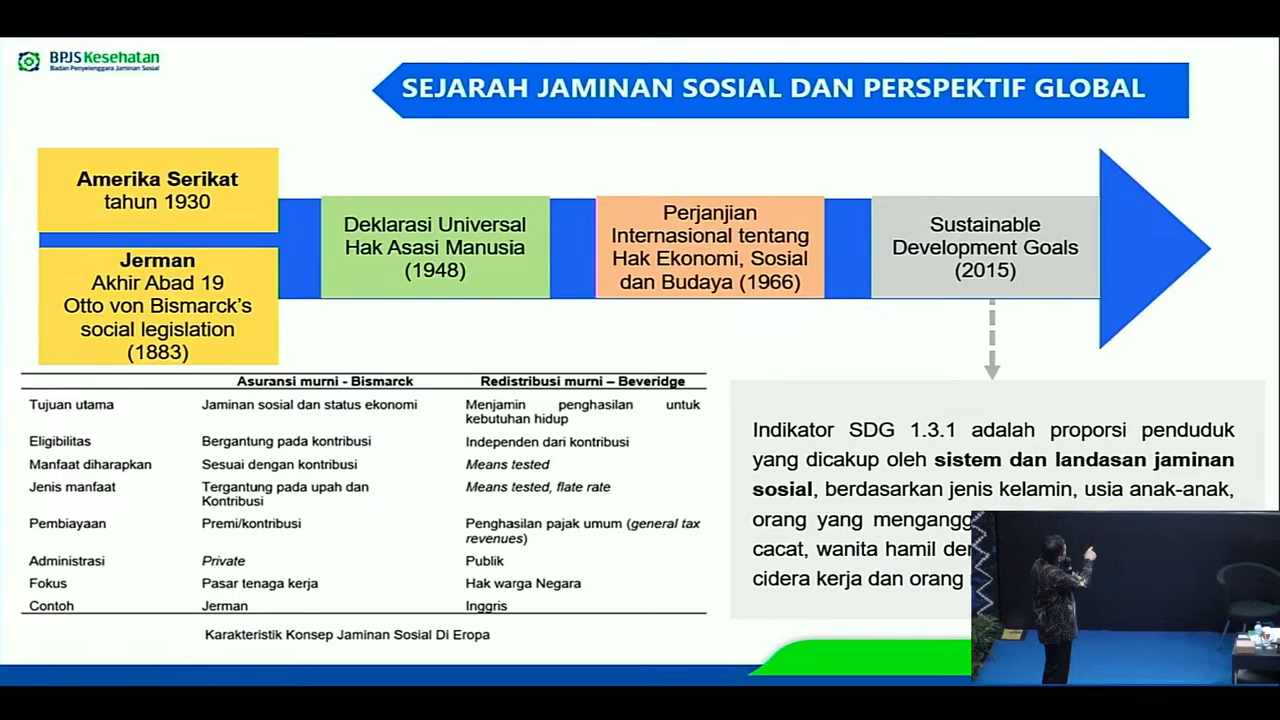 BPJS Kesehatan
Badan Penyelenggara Jaminan Sosial
SEJARAH JAMINAN SOSIAL DAN PERSPEKTIF GLOBAL
Amerika Serikat
tahun 1930
Jerman
Akhir Abad 19
Otto von Bismarck's
social legislation
(1883)
Deklarasi Universal
Hak Asasi Manusia
(1948)
Perjanjian
Internasional tentang
Hak Ekonomi, Sosial
dan Budaya (1966)
Sustainable
Development Goals
(2015)
Asuransi murni - Bismarck Redistribusi murni – Beveridge
Tujuan utama Jaminan sosial dan status ekonomi Menjamin penghasilan untuk
kebutuhan hidup
Eligibilitas Bergantung pada kontribusi Independen dari kontribusi
Manfaat diharapkan Sesuai dengan kontribusi Means tested
Jenis manfaat Tergantung pada upah dan Means tested, flate rate
Kontribusi
Pembiayaan Premi/kontribusi Penghasilan pajak umum (general tax
revenues)
Administrasi Private Publik
Fokus Pasar tenaga kerja Hak warga Negara
Contoh Jerman Inggris
Karakteristik Konsep Jaminan Sosial Di Eropa
Indikator SDG 1.3.1 adalah proporsi penduduk
yang dicakup oleh sistem dan landasan jaminan
sosial, berdasarkan jenis kelamin, usia anak-anak,
orang yang
cacat, wanita hamil
cidera kerja dan orang